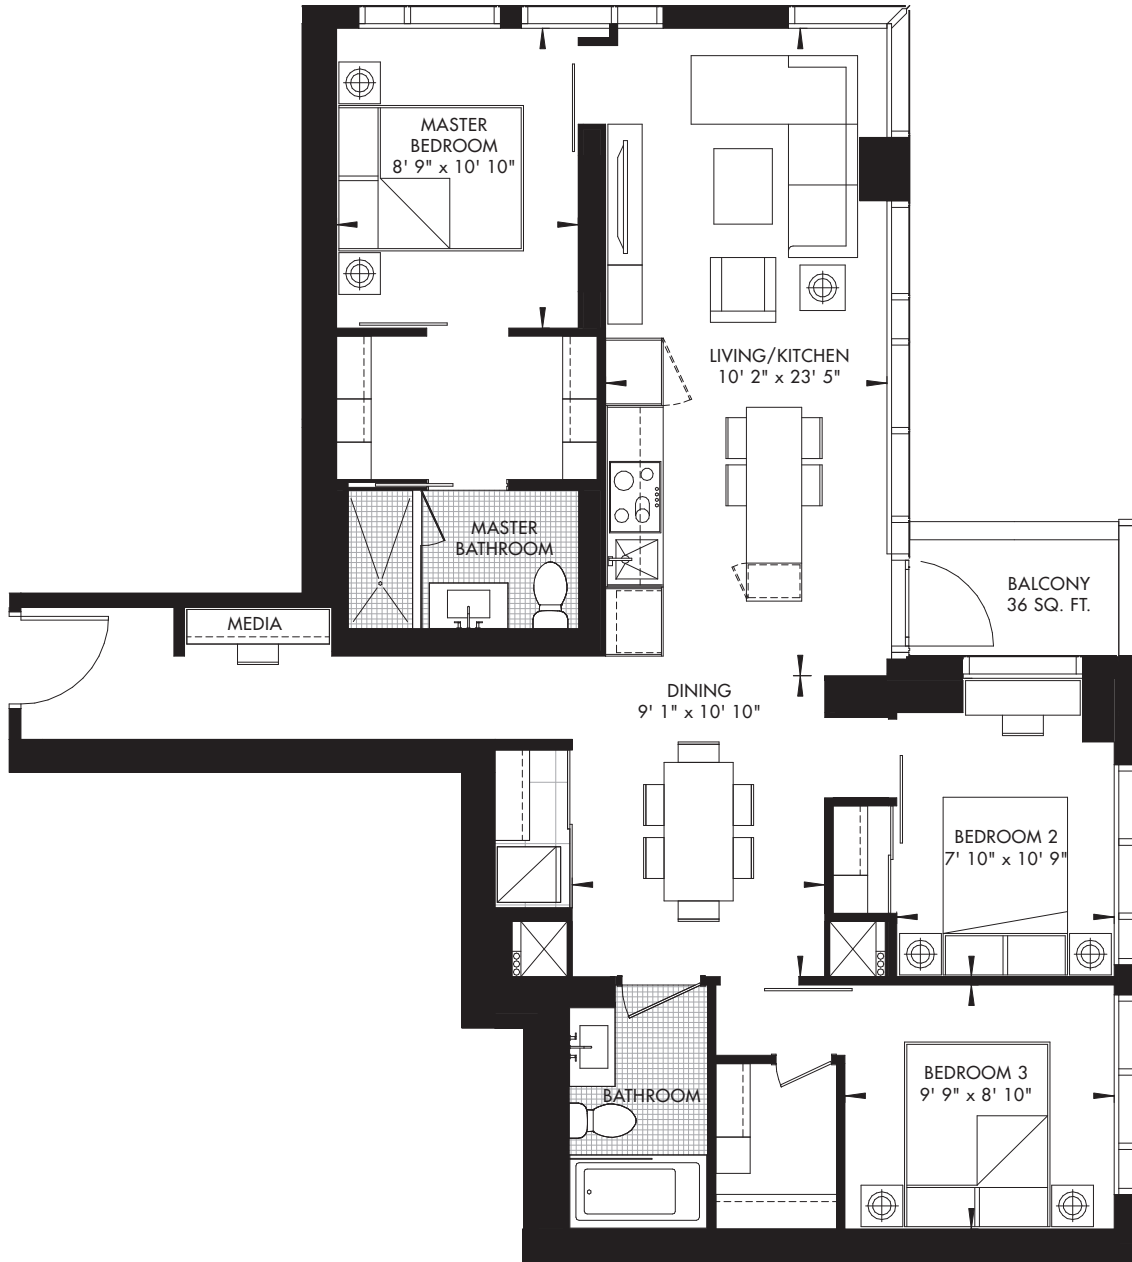 MASTER
BEDROOM
8' 9" x 10' 10"
LIVING/KITCHEN
10' 2" x 23' 5"
MASTER
BATHROOM
BALCONY
36 SQ. FT.
MEDIA
DINING
9' 1" x 10' 10"
BEDROOM 2
7' 10" x 10' 9"
BEDROOM 3
9' 9" x 8' 10"
BATHROOM